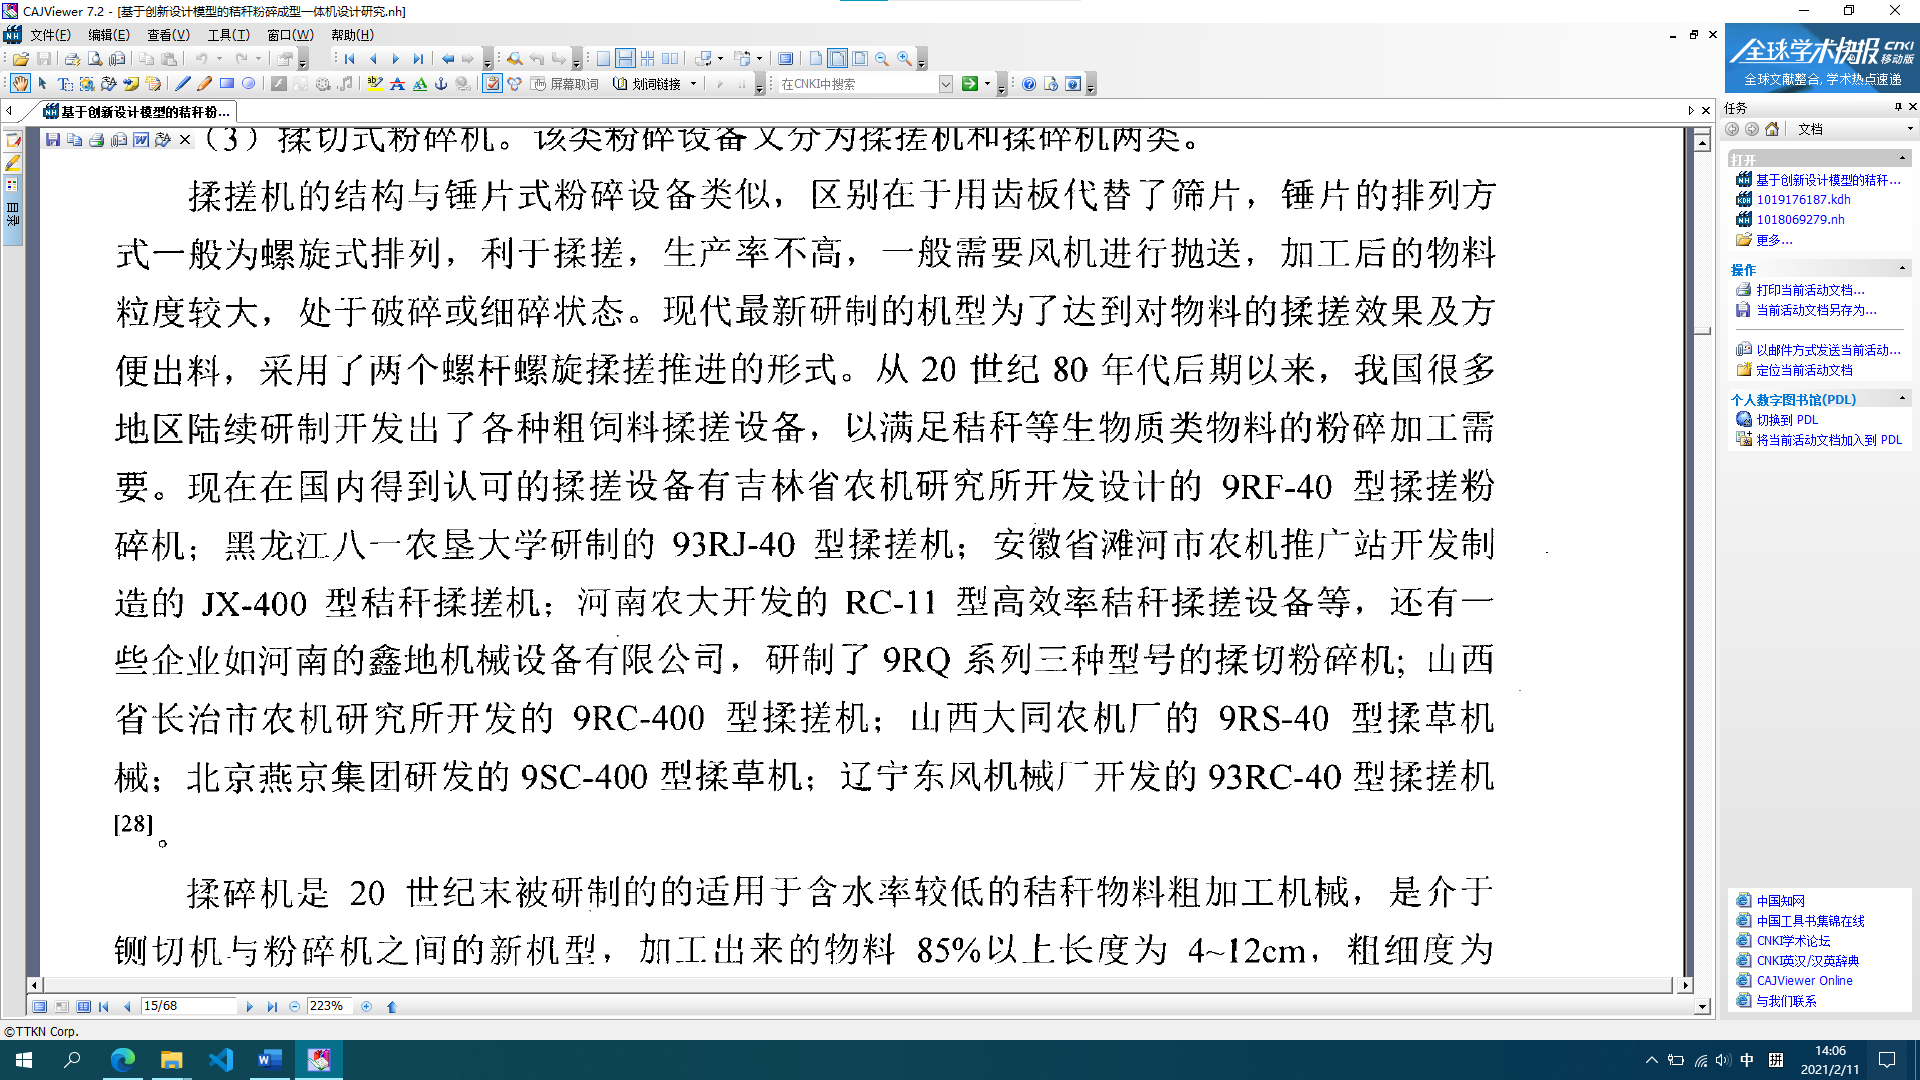 CAJViewer 7.2 - [基于创新设计模型的秸秆粉碎成型一体机设计研究.nh]
文件(F) 编辑(E) 查看(V) 工具(T) 窗口(W) 帮助(H)
全球学术快报 CNKI 移动版
全球文献整合, 学术热点速递
屏幕取词 划词链接 在CNKI中搜索
基于创新设计模型的秸秆粉...
目录
（3）揉切式粉碎机。该类粉碎设备又分为揉搓机和揉碎机两类。
揉搓机的结构与锤片式粉碎设备类似，区别在于用齿板代替了筛片，锤片的排列方
式一般为螺旋式排列，利于揉搓，生产率不高，一般需要风机进行抛送，加工后的物料
粒度较大，处于破碎或细碎状态。现代最新研制的机型为了达到对物料的揉搓效果及方
便出料，采用了两个螺杆螺旋揉搓推进的形式。从 20 世纪 80 年代后期以来，我国很多
地区陆续研制开发出了各种粗饲料揉搓设备，以满足秸秆等生物质类物料的粉碎加工需
要。现在在国内得到认可的揉搓设备有吉林省农机研究所开发设计的 9RF-40 型揉搓粉
碎机；黑龙江八一农垦大学研制的 93RJ-40 型揉搓机；安徽省滩河市农机推广站开发制
造的 JX-400 型秸秆揉搓机；河南农大开发的 RC-11 型高效率秸秆揉搓设备等，还有一
些企业如河南的鑫地机械设备有限公司，研制了 9RQ 系列三种型号的揉切粉碎机；山西
省长治市农机研究所开发的 9RC-400 型揉搓机；山西大同农机厂的 9RS-40 型揉草机
械；北京燕京集团研发的 9SC-400 型揉草机；辽宁东风机械厂开发的 93RC-40 型揉搓机
[28]。
揉碎机是 20 世纪末被研制的的适用于含水率较低的秸秆物料粗加工机械，是介于
铡切机与粉碎机之间的新机型，加工出来的物料 85%以上长度为 4~12cm，粗细度为
任务
文档
打开
基于创新设计模型的秸秆...
1019176187.kdh
1018069279.nh
更多...
操作
打印当前活动文档...
当前活动文档另存为...
以邮件方式发送当前活动...
定位当前活动文档
个人数字图书馆(PDL)
切换到 PDL
将当前活动文档加入到 PDL
中国知网
中国工具书集锦在线
CNKI学术论坛
CNKI英汉/汉英辞典
CAJViewer Online
与我们联系
15/68 223%
©TTKN Corp.
中 拼 14:06
2021/2/11